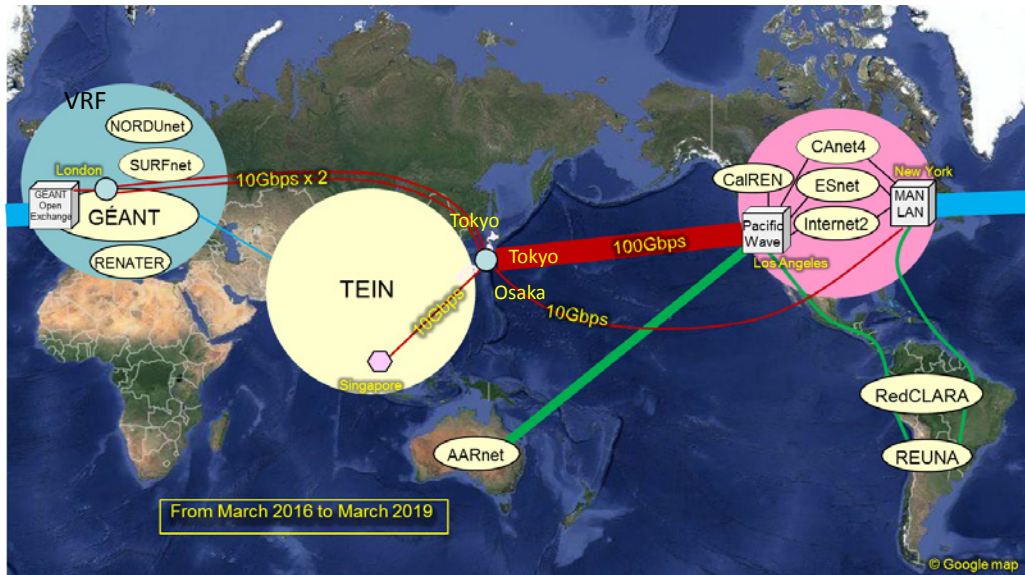 VRF
NORDUnet
SURFnet
London
GÉANT
Open
Exchange
GÉANT
RENATER
10Gbps x 2
TEIN
Tokyo
Tokyo
Osaka
10Gbps
Singapore
100Gbps
10Gbps
CAnet4
CalREN
ESnet
Internet2
New York
MAN
LAN
Pacific
Wave
Los Angeles
AARnet
RedCLARA
REUNA
From March 2016 to March 2019
© Google map